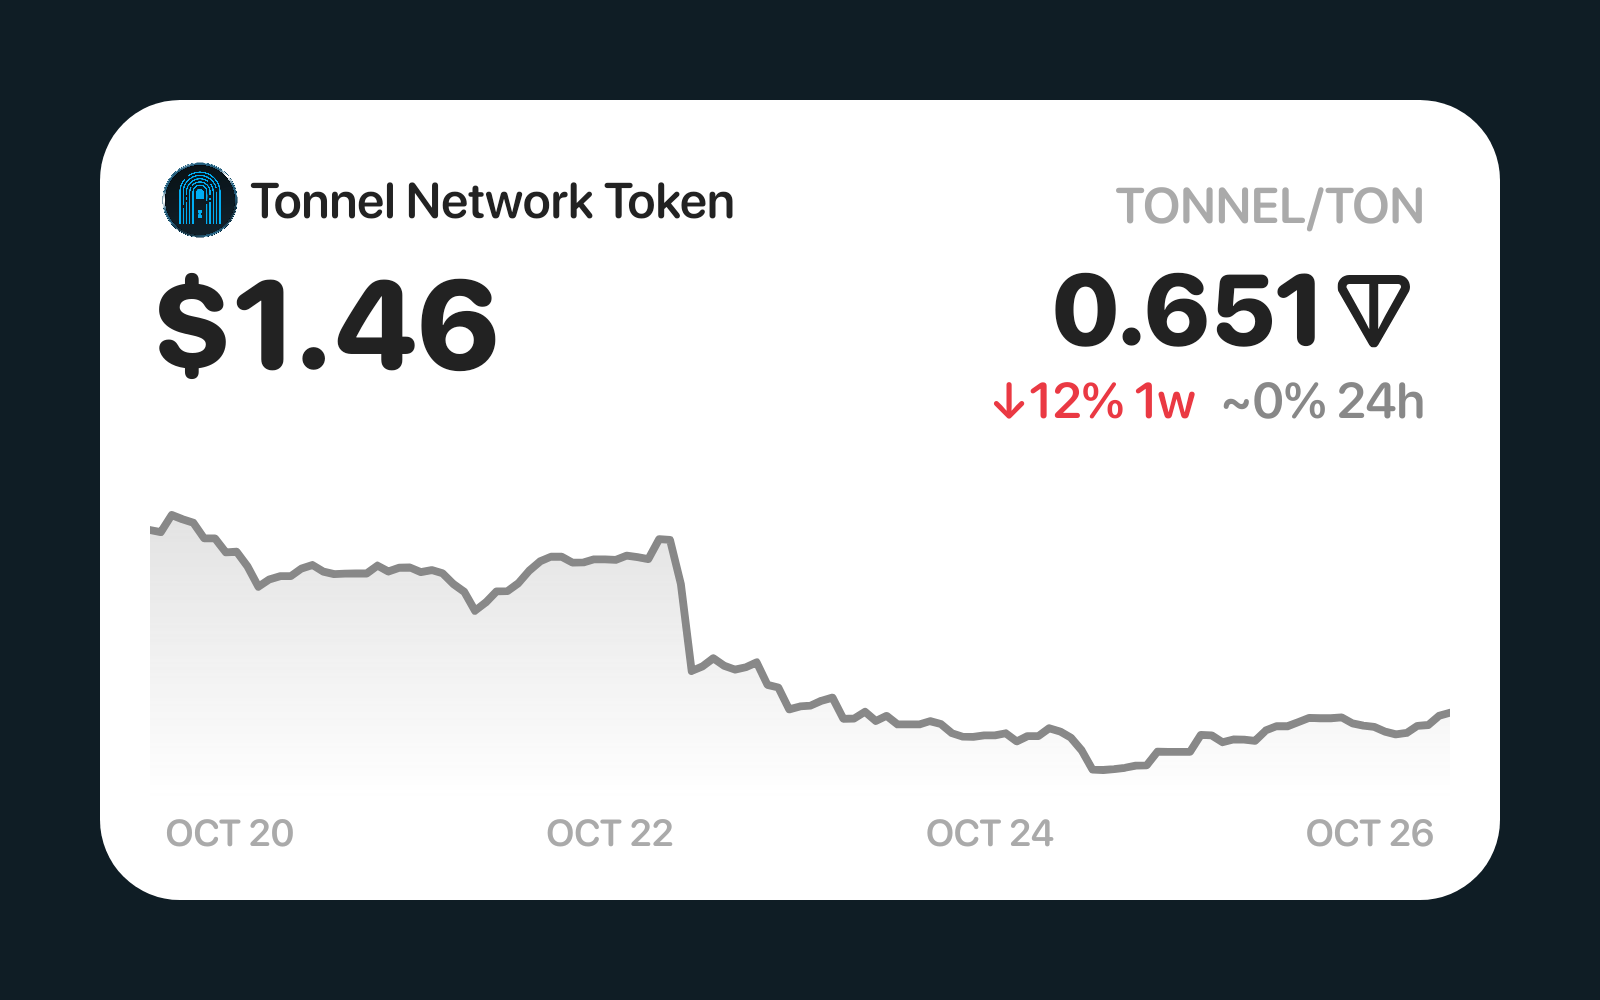 Tonnel Network Token
TONNEL/TON
$1.46
0.651
↓12% 1w ~0% 24h
OCT 20 OCT 22 OCT 24 OCT 26